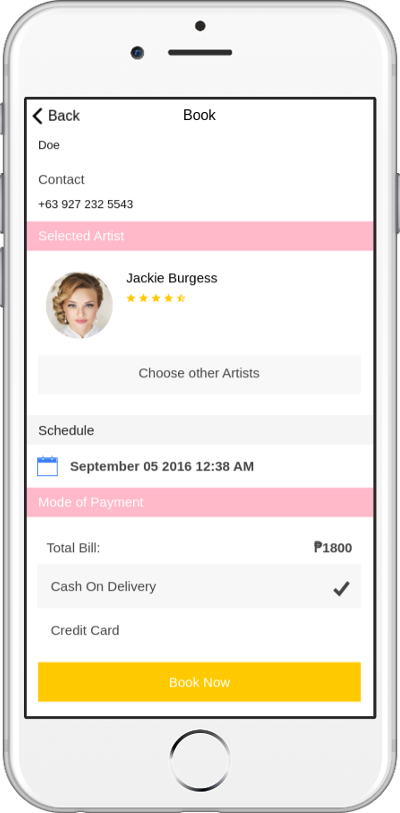 Back
Book
Doe
Contact
+63 927 232 5543
Selected Artist
Jackie Burgess
Choose other Artists
Schedule
September 05 2016 12:38 AM
Mode of Payment
Total Bill: ₱1800
Cash On Delivery
Credit Card
Book Now